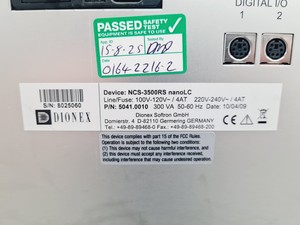 DIGITAL I/O
1 2
PASSED SAFETY TEST
EQUIPMENT IS SAFE TO USE
15-8-25
01642216-2
DIONEX
S/N: 8025060
Device: NCS-3500RS nanoLC
Line/Fuse: 100V-120V~ / 4AT 220V-240V~ / 4AT
P/N: 5041.0010 300 VA 50-60 Hz Date: 10/04/09
Dionex Softron GmbH
Dornierstr. 4 D-82110 Germering GERMANY
Tel.: +49-89-89468-0 Fax: +49-89-89468-200
This device complies with part 15 of the FCC Rules.
Operation is subject to the following two conditions:
(1) this device may not cause harmful interference, and
(2) this device must accept any interference received,
including interference that may cause undesired operation.